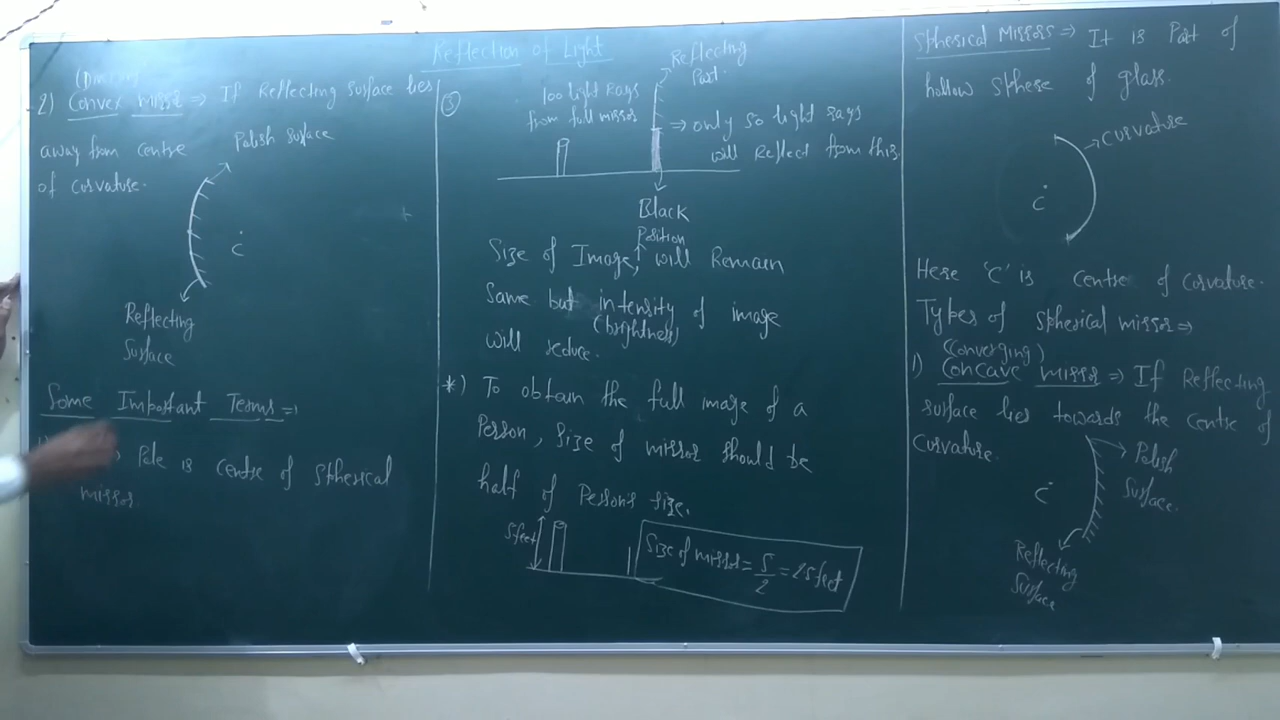 Reflection of Light
2) Convex mirror ⇒ If Reflecting surface lies
away from centre
of curvature.
Polish surface
C
Reflecting
Surface
Some Important Terms ⇒
1)
Pole is centre of spherical
mirror
5
100 light Rays
from full mirror
Reflecting
Part.
⇒ only 50 light rays
will Reflect from this.
Black
Position
Size of Image, will Remain
Same but intensity of image
(brightness)
will reduce.
*) To obtain the full image of a
Person, size of mirror should be
half of Person's size.
5feet
Size of mirror = 5/2 = 2.5 feet
Spherical Mirrors ⇒ It is Part of
hollow sphere of glass.
Curvature
C
Here 'C' is centre of curvature.
Types of spherical mirror ⇒
(Converging)
1) Concave mirror ⇒ If Reflecting
surface lies towards the centre of
curvature.
Polish
Surface.
C
Reflecting
Surface